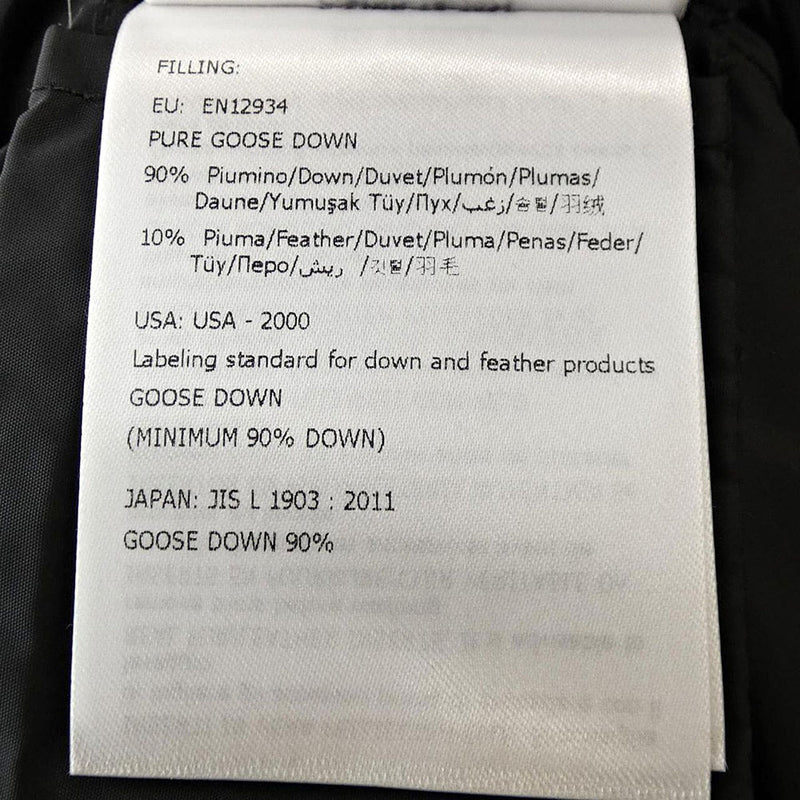 FILLING:
EU: EN12934
PURE GOOSE DOWN
90% Piumino/Down/Duvet/Plumón/Plumas/
Daune/Yumuşak Tüy/Пух/زغب/솜털/羽绒
10% Piuma/Feather/Duvet/Pluma/Penas/Feder/
Tüy/Перо/ريش /깃털/羽毛
USA: USA - 2000
Labeling standard for down and feather products
GOOSE DOWN
(MINIMUM 90% DOWN)
JAPAN: JIS L 1903 : 2011
GOOSE DOWN 90%